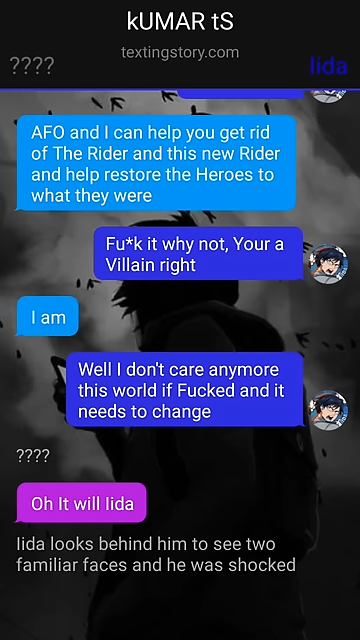 kUMAR tS
textingstory.com
????
Iida
AFO and I can help you get rid
of The Rider and this new Rider
and help restore the Heroes to
what they were
Fu*k it why not, Your a
Villain right
I am
Well I don't care anymore
this world if Fucked and it
needs to change
????
Oh It will Iida
Iida looks behind him to see two
familiar faces and he was shocked